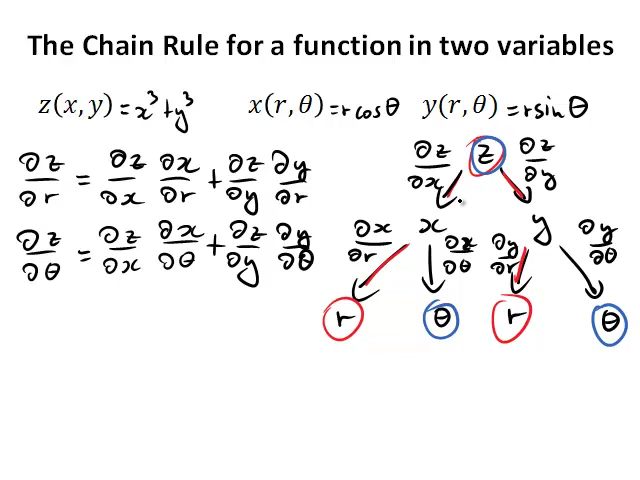 The Chain Rule for a function in two variables
z(x, y) = x³ + y³ x(r, θ) = r cos θ y(r, θ) = r sin θ
∂z/∂r = ∂z/∂x ∂x/∂r + ∂z/∂y ∂y/∂r
∂z/∂θ = ∂z/∂x ∂x/∂θ + ∂z/∂y ∂y/∂θ
∂z/∂x z ∂z/∂y
∂x/∂r x ∂x/∂θ ∂y/∂r y ∂y/∂θ
r θ r θ